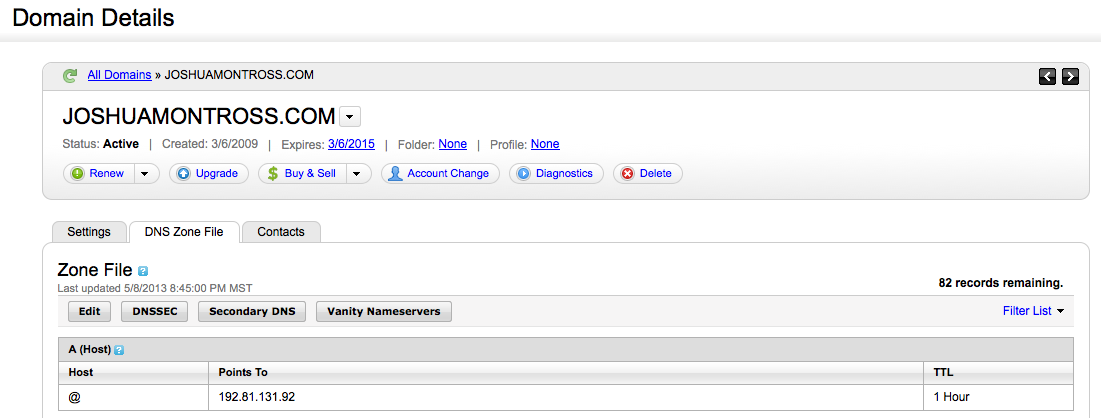 Domain Details
All Domains » JOSHUAMONTROSS.COM
JOSHUAMONTROSS.COM
Status: Active | Created: 3/6/2009 | Expires: 3/6/2015 | Folder: None | Profile: None
Renew Upgrade $ Buy & Sell Account Change Diagnostics Delete
Settings DNS Zone File Contacts
Zone File ?
Last updated 5/8/2013 8:45:00 PM MST
82 records remaining.
Edit DNSSEC Secondary DNS Vanity Nameservers Filter List
A (Host) ?
Host Points To TTL
@ 192.81.131.92 1 Hour